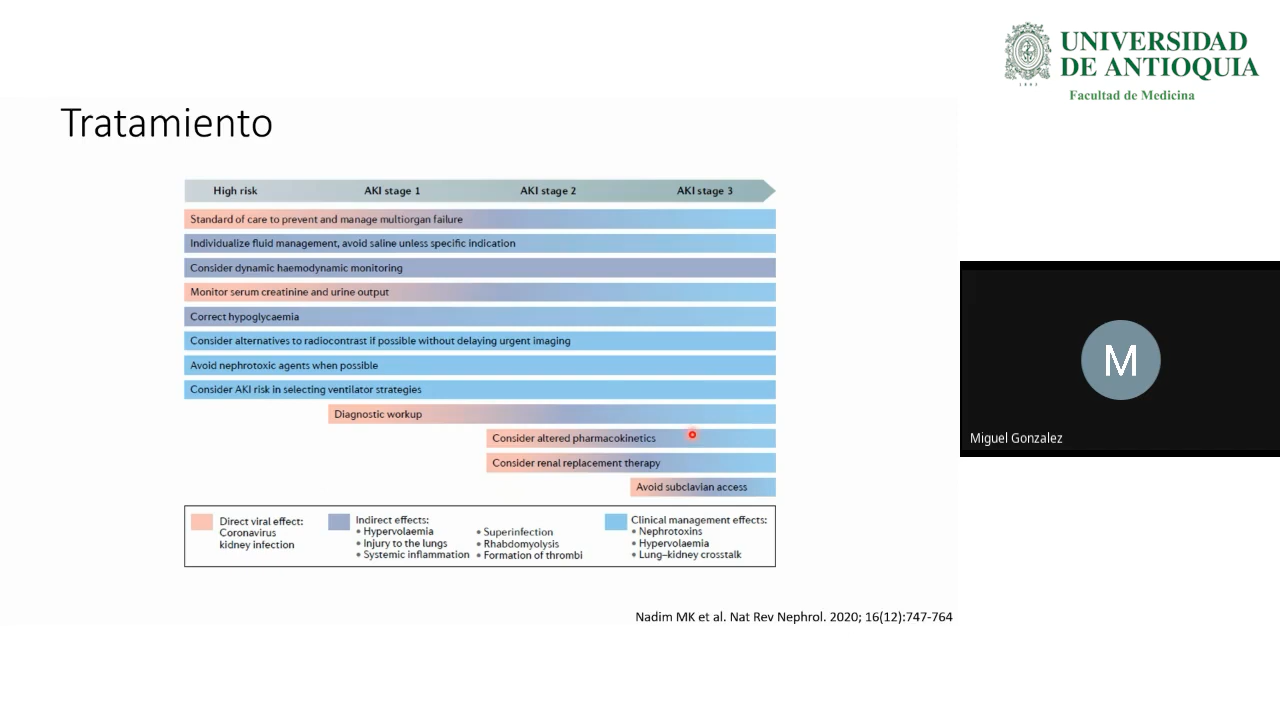 UNIVERSIDAD
DE ANTIOQUIA
1803
Facultad de Medicina
Tratamiento
High risk AKI stage 1 AKI stage 2 AKI stage 3
Standard of care to prevent and manage multiorgan failure
Individualize fluid management, avoid saline unless specific indication
Consider dynamic haemodynamic monitoring
Monitor serum creatinine and urine output
Correct hypoglycaemia
Consider alternatives to radiocontrast if possible without delaying urgent imaging
Avoid nephrotoxic agents when possible
Consider AKI risk in selecting ventilator strategies
Diagnostic workup
Consider altered pharmacokinetics
Consider renal replacement therapy
Avoid subclavian access
Direct viral effect:
Coronavirus
kidney infection
Indirect effects:
• Hypervolaemia
• Injury to the lungs
• Systemic inflammation
• Superinfection
• Rhabdomyolysis
• Formation of thrombi
Clinical management effects:
• Nephrotoxins
• Hypervolaemia
• Lung–kidney crosstalk
Nadim MK et al. Nat Rev Nephrol. 2020; 16(12):747-764
M
Miguel Gonzalez